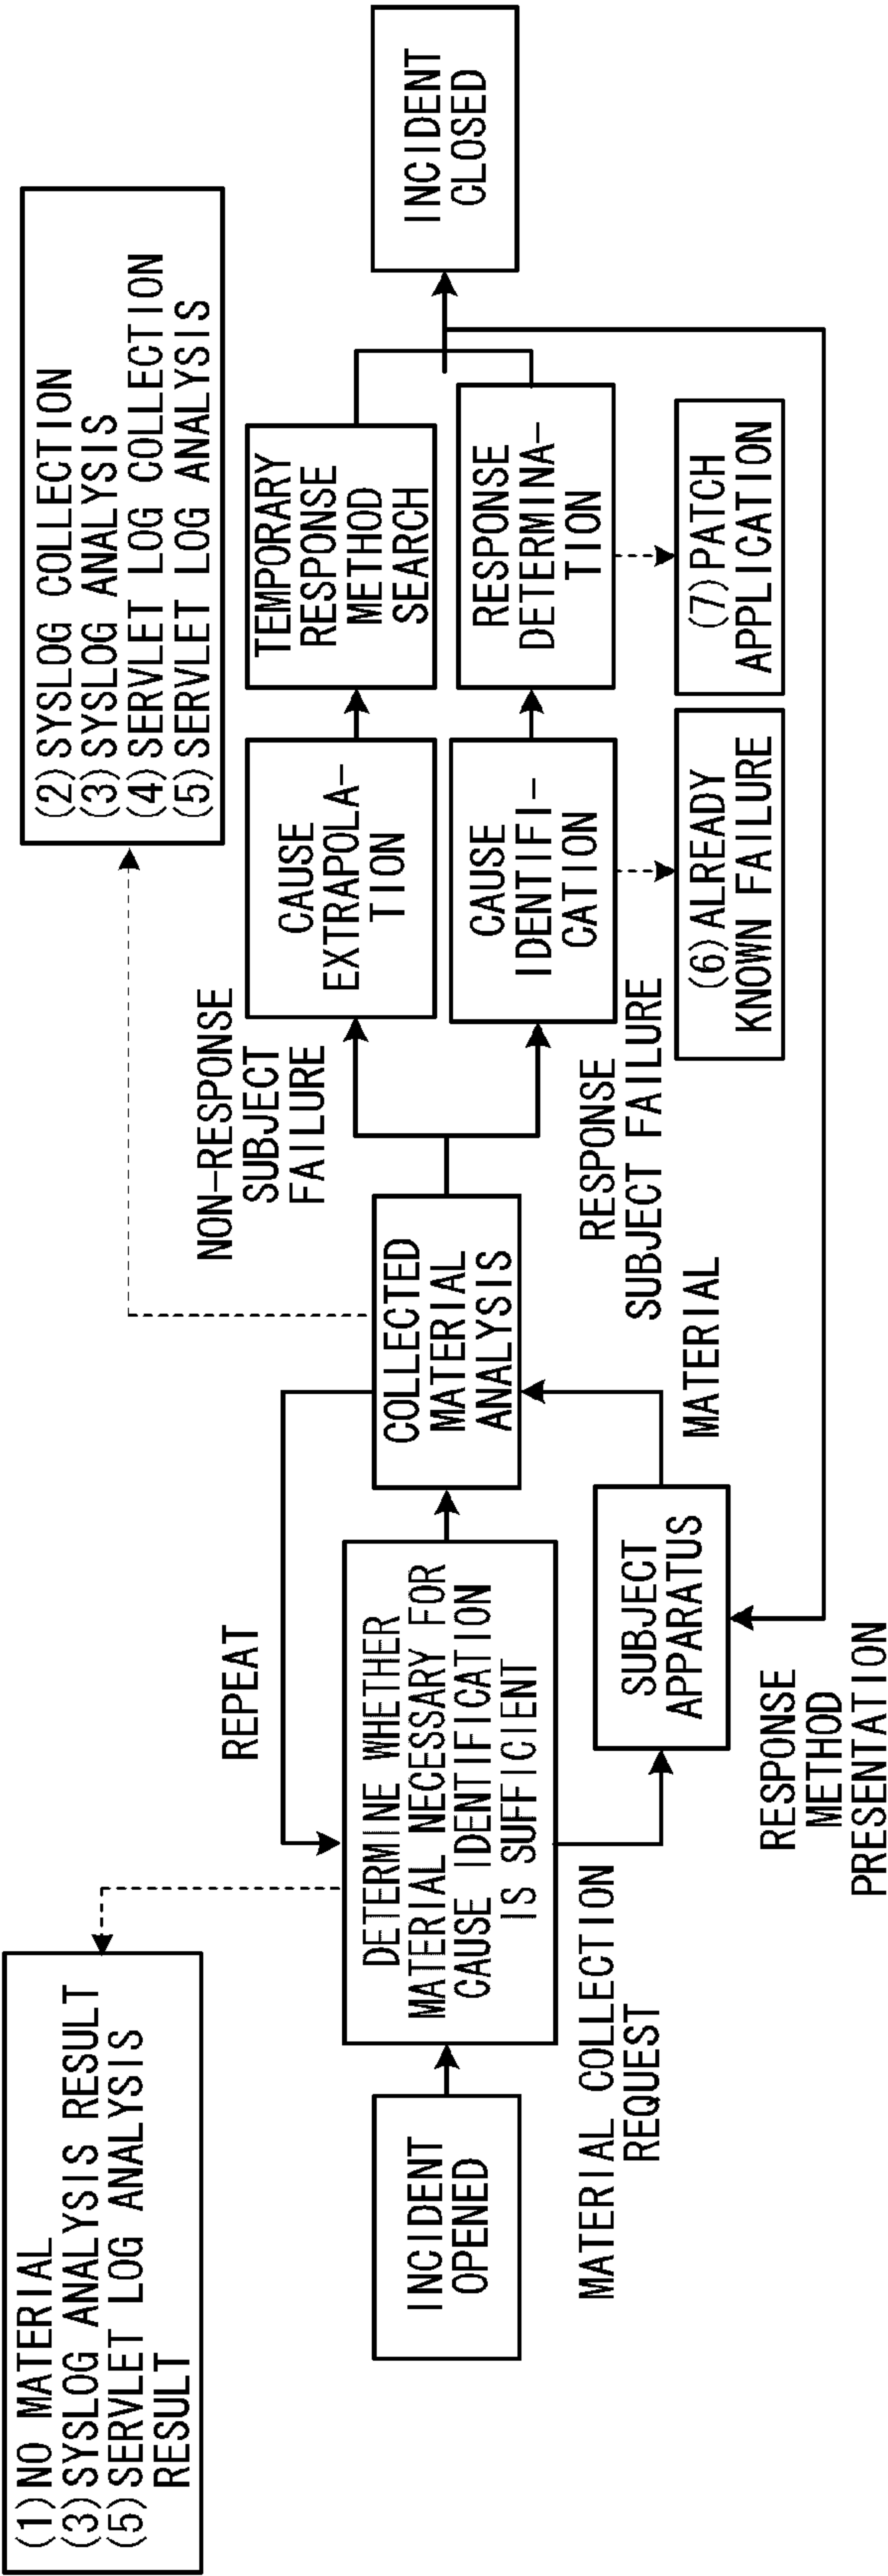 (1) NO MATERIAL
(3) SYSLOG ANALYSIS RESULT
(5) SERVLET LOG ANALYSIS
RESULT
(2) SYSLOG COLLECTION
(3) SYSLOG ANALYSIS
(4) SERVLET LOG COLLECTION
(5) SERVLET LOG ANALYSIS
REPEAT
NON-RESPONSE
SUBJECT
FAILURE
INCIDENT
OPENED
DETERMINE WHETHER
MATERIAL NECESSARY FOR
CAUSE IDENTIFICATION
IS SUFFICIENT
COLLECTED
MATERIAL
ANALYSIS
CAUSE
EXTRAPOLA-
TION
TEMPORARY
RESPONSE
METHOD
SEARCH
INCIDENT
CLOSED
CAUSE
IDENTIFI-
CATION
RESPONSE
DETERMINA-
TION
MATERIAL COLLECTION
REQUEST
SUBJECT
APPARATUS
MATERIAL
RESPONSE
SUBJECT FAILURE
(6) ALREADY
KNOWN FAILURE
(7) PATCH
APPLICATION
RESPONSE
METHOD
PRESENTATION